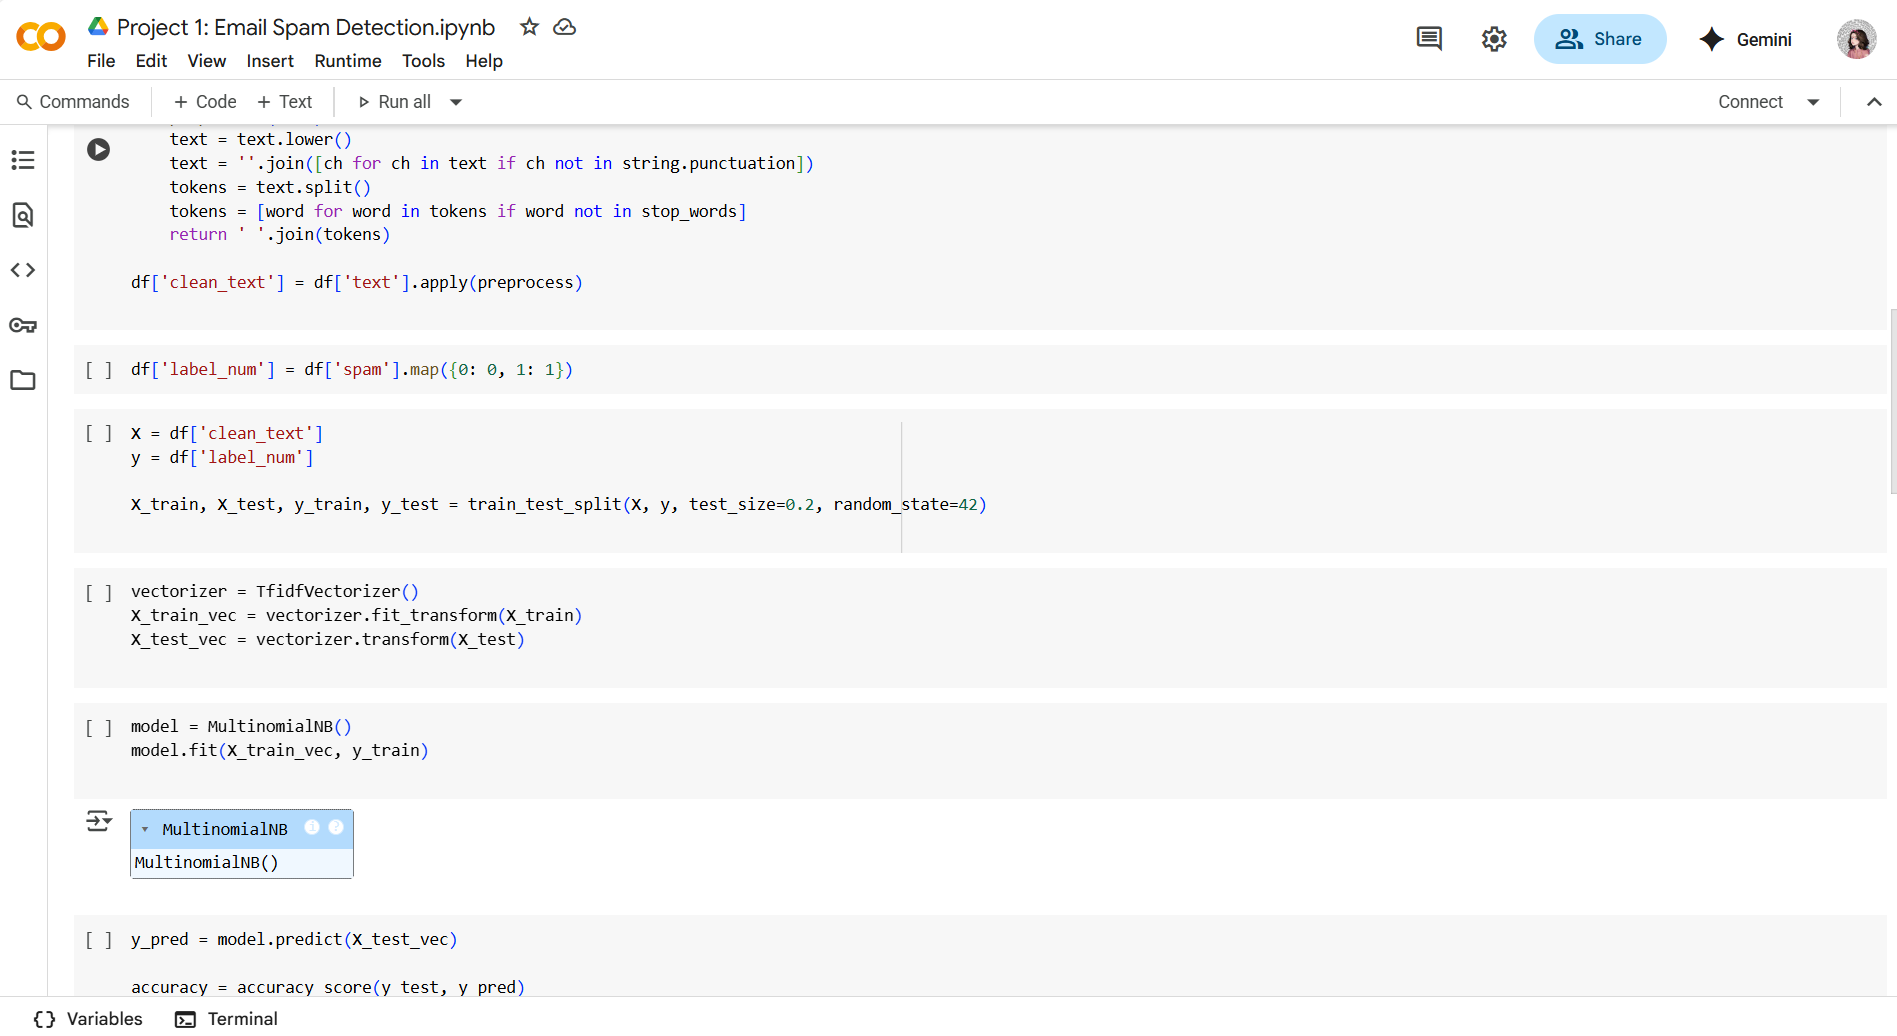 Project 1: Email Spam Detection.ipynb
File Edit View Insert Runtime Tools Help
Share
Gemini
Commands + Code + Text Run all
Connect
text = text.lower()
text = ''.join([ch for ch in text if ch not in string.punctuation])
tokens = text.split()
tokens = [word for word in tokens if word not in stop_words]
return ' '.join(tokens)
df['clean_text'] = df['text'].apply(preprocess)
[ ] df['label_num'] = df['spam'].map({0: 0, 1: 1})
[ ] X = df['clean_text']
y = df['label_num']
X_train, X_test, y_train, y_test = train_test_split(X, y, test_size=0.2, random_state=42)
[ ] vectorizer = TfidfVectorizer()
X_train_vec = vectorizer.fit_transform(X_train)
X_test_vec = vectorizer.transform(X_test)
[ ] model = MultinomialNB()
model.fit(X_train_vec, y_train)
MultinomialNB i ?
MultinomialNB()
[ ] y_pred = model.predict(X_test_vec)
accuracy = accuracy_score(y_test, y_pred)
{} Variables Terminal